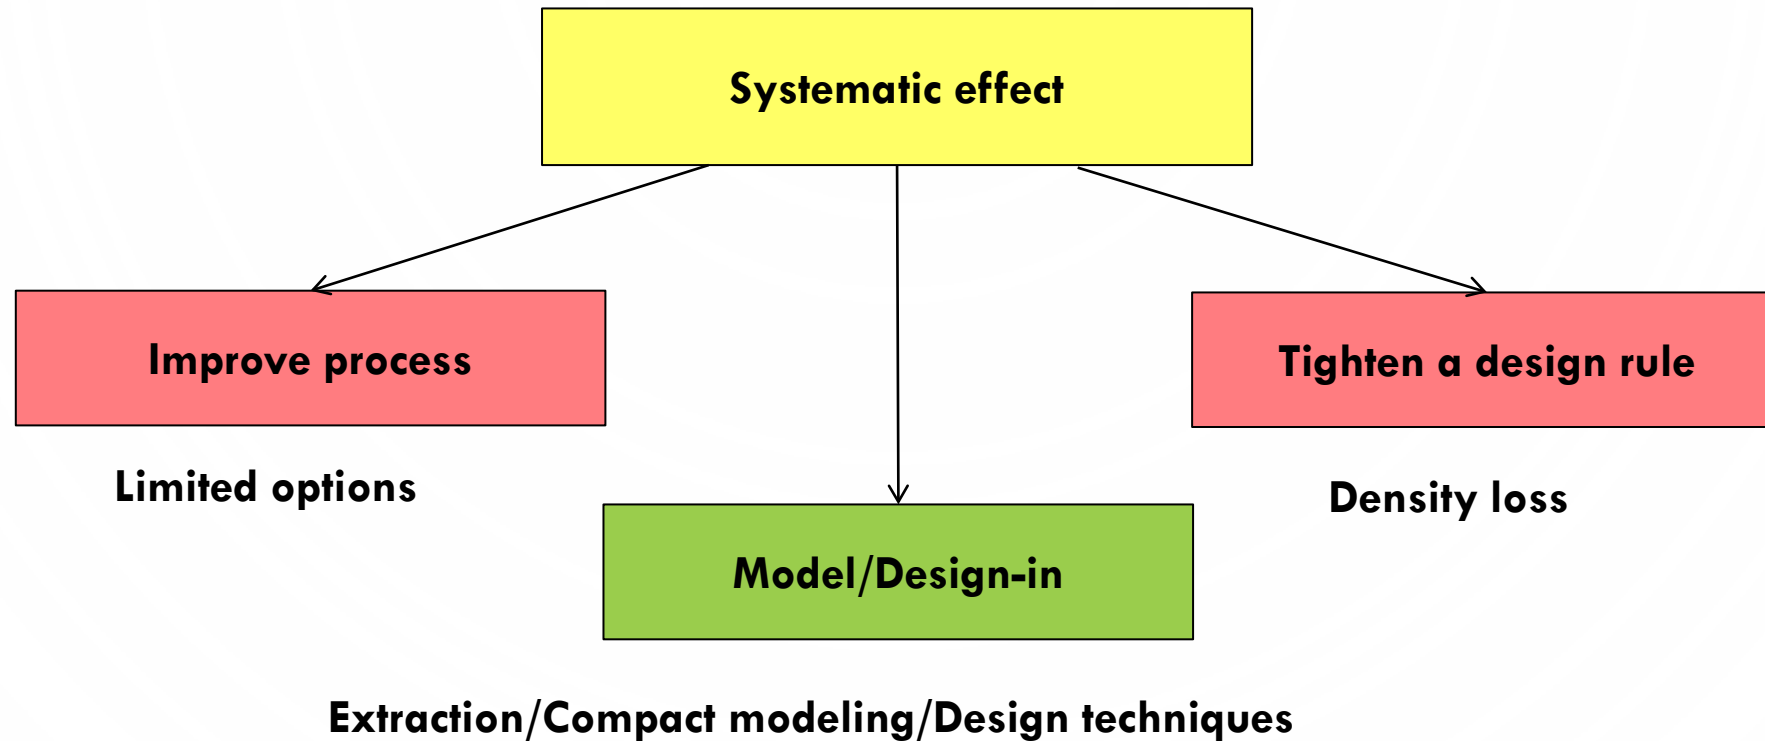 Systematic effect
Improve process
Tighten a design rule
Limited options
Density loss
Model/Design-in
Extraction/Compact modeling/Design techniques